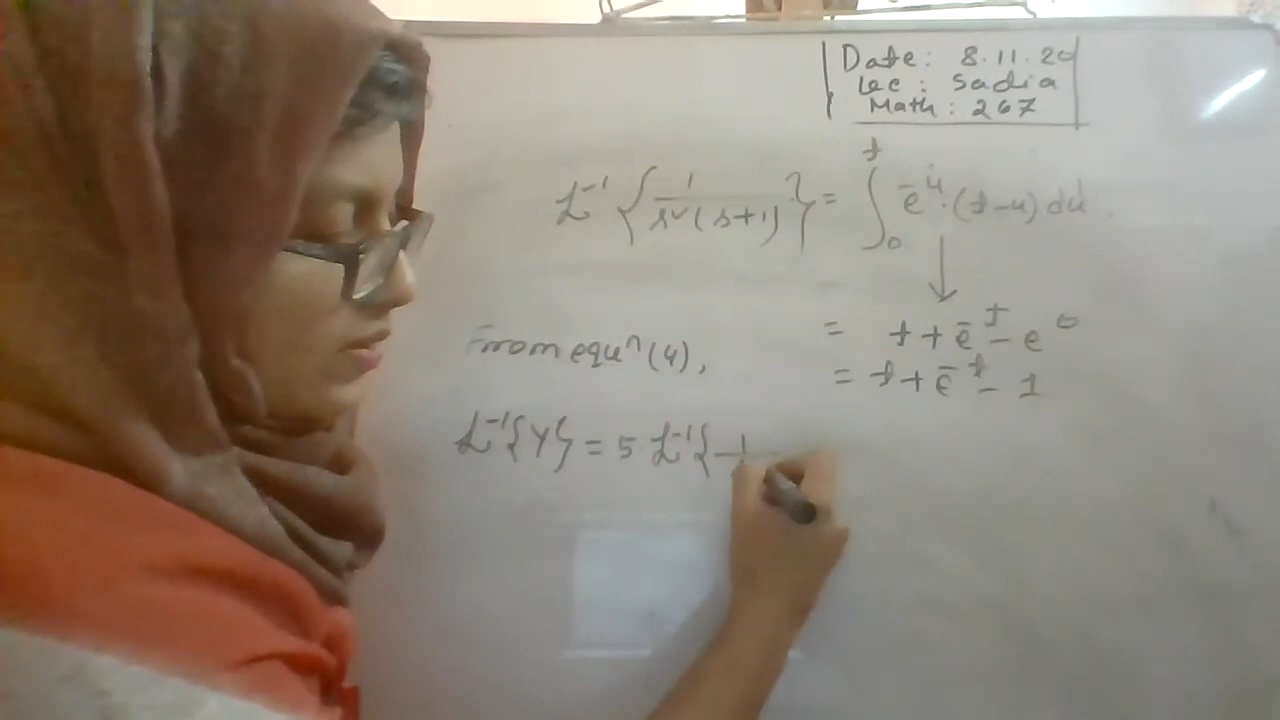 Date: 8.11.20
Lec: Sadia
Math: 267
ℒ⁻¹{1/s²(s+1)} = ∫₀ᵗ e⁻ᵘ.(t-u) du
= t + e⁻ᵗ - e⁰
From equⁿ(4),
= t + e⁻ᵗ - 1
ℒ⁻¹{Y} = 5 ℒ⁻¹{1